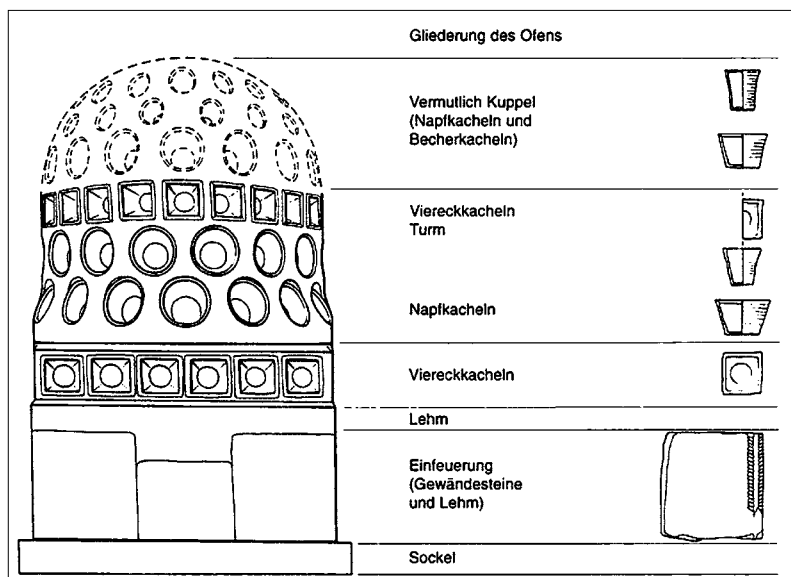 Gliederung des Ofens
Vermutlich Kuppel
(Napfkacheln und
Becherkacheln)
Viereckkacheln
Turm
Napfkacheln
Viereckkacheln
Lehm
Einfeuerung
(Gewändesteine
und Lehm)
Sockel